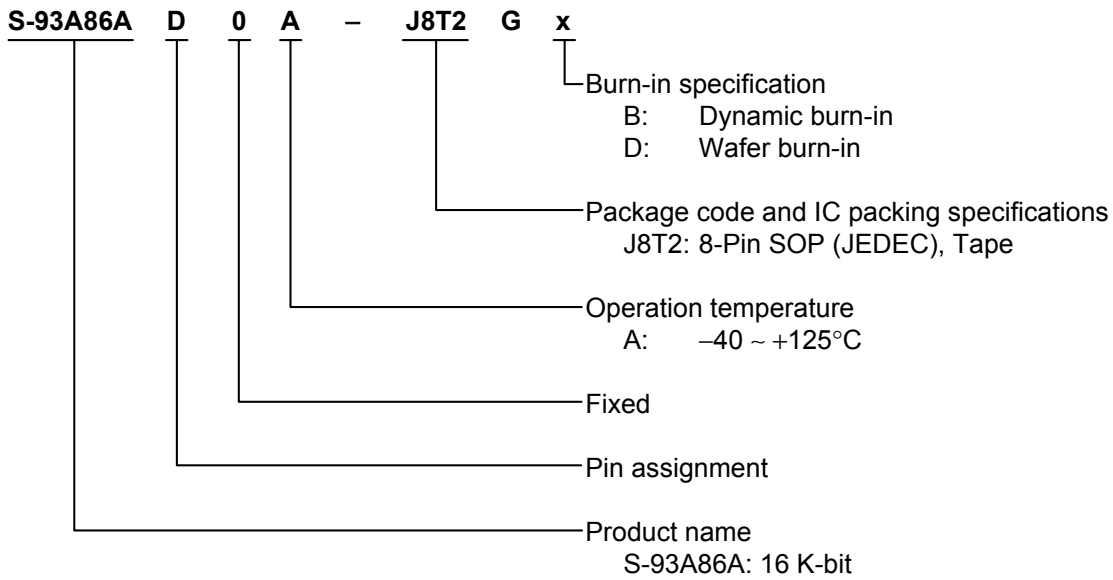 S-93A86A D 0 A – J8T2 G x
Burn-in specification
B: Dynamic burn-in
D: Wafer burn-in
Package code and IC packing specifications
J8T2: 8-Pin SOP (JEDEC), Tape
Operation temperature
A: −40 ~ +125°C
Fixed
Pin assignment
Product name
S-93A86A: 16 K-bit